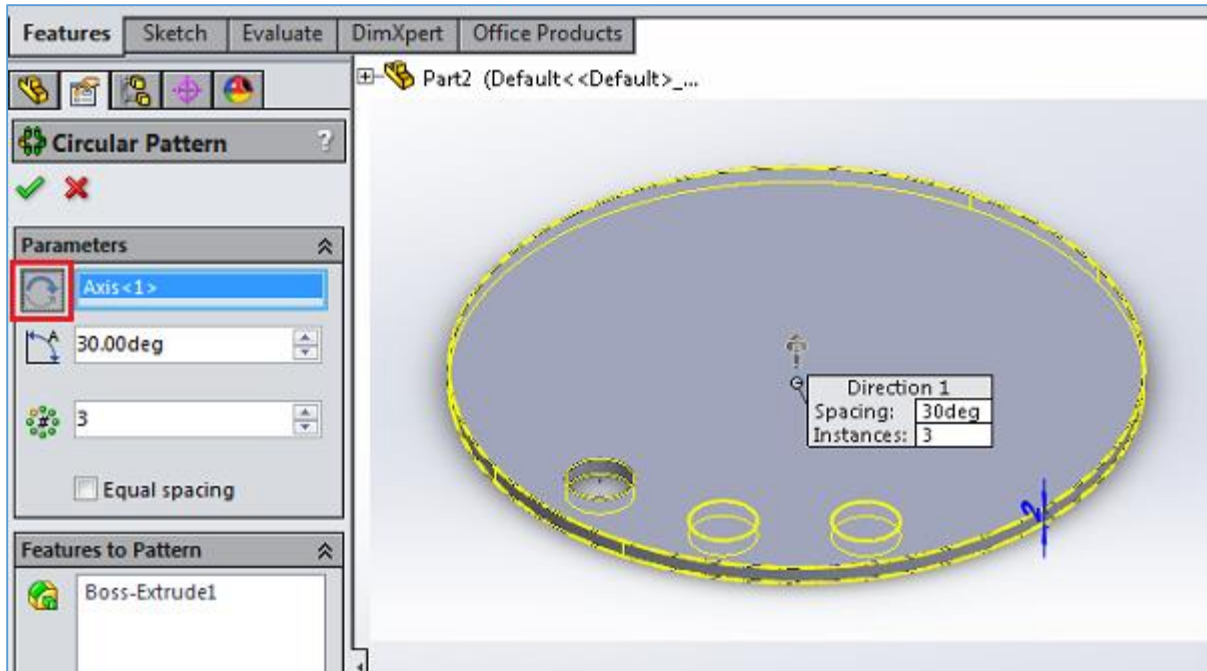 Features Sketch Evaluate DimXpert Office Products
Part2 (Default<<Default>_...
Circular Pattern ?
Parameters
Axis<1>
A
30.00deg
#
3
Equal spacing
Features to Pattern
Boss-Extrude1
Direction 1
Spacing: 30deg
Instances: 3
2